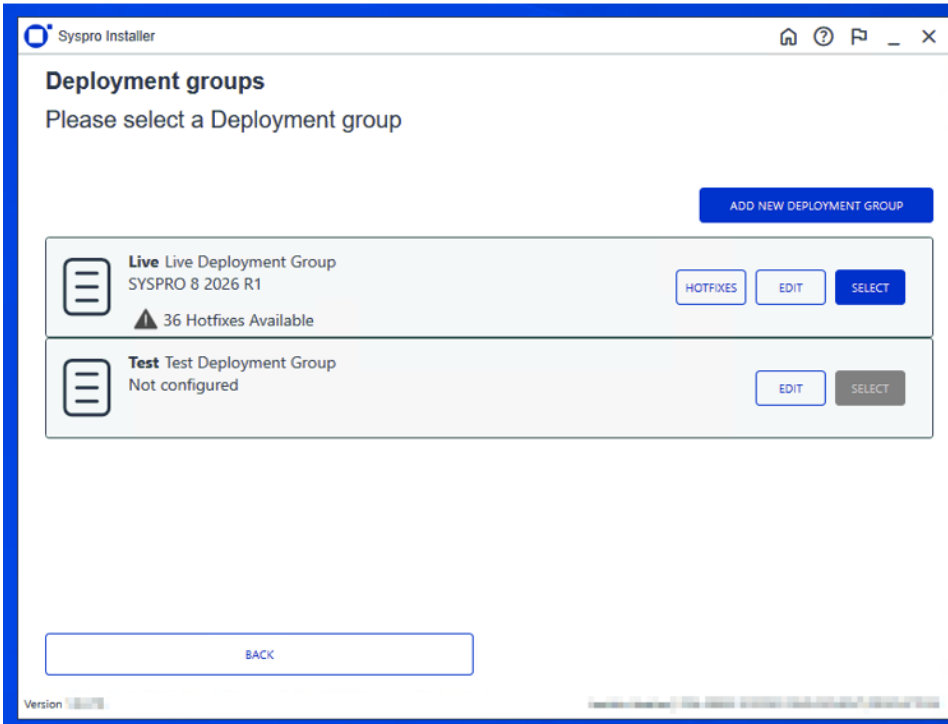 Syspro Installer
Deployment groups
Please select a Deployment group
ADD NEW DEPLOYMENT GROUP
Live Live Deployment Group
SYSPRO 8 2026 R1
36 Hotfixes Available
HOTFIXES
EDIT
SELECT
Test Test Deployment Group
Not configured
EDIT
SELECT
BACK
Version